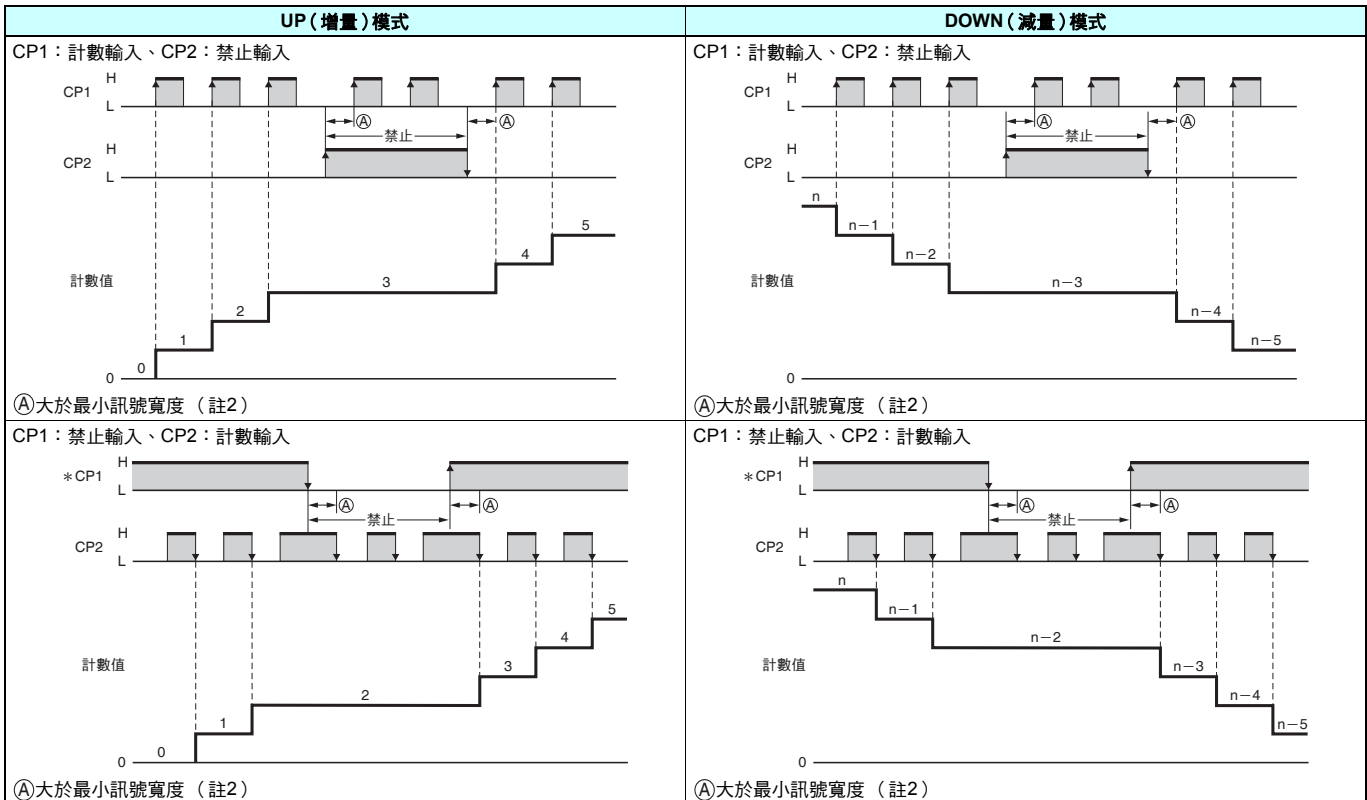 UP（增量）模式
DOWN（減量）模式
CP1：計數輸入、CP2：禁止輸入
H
CP1
L
Ⓐ
Ⓐ
禁止
H
CP2
L
5
4
3
計數值
2
1
0
0
Ⓐ大於最小訊號寬度（註2）
CP1：計數輸入、CP2：禁止輸入
H
CP1
L
Ⓐ
Ⓐ
禁止
H
CP2
L
n
n－1
n－2
計數值
n－3
n－4
n－5
0
Ⓐ大於最小訊號寬度（註2）
CP1：禁止輸入、CP2：計數輸入
H
＊CP1
L
Ⓐ
Ⓐ
禁止
H
CP2
L
5
4
計數值
3
2
1
0
0
Ⓐ大於最小訊號寬度（註2）
CP1：禁止輸入、CP2：計數輸入
H
＊CP1
L
Ⓐ
Ⓐ
禁止
H
CP2
L
n
n－1
n－2
計數值
n－3
n－4
n－5
0
Ⓐ大於最小訊號寬度（註2）